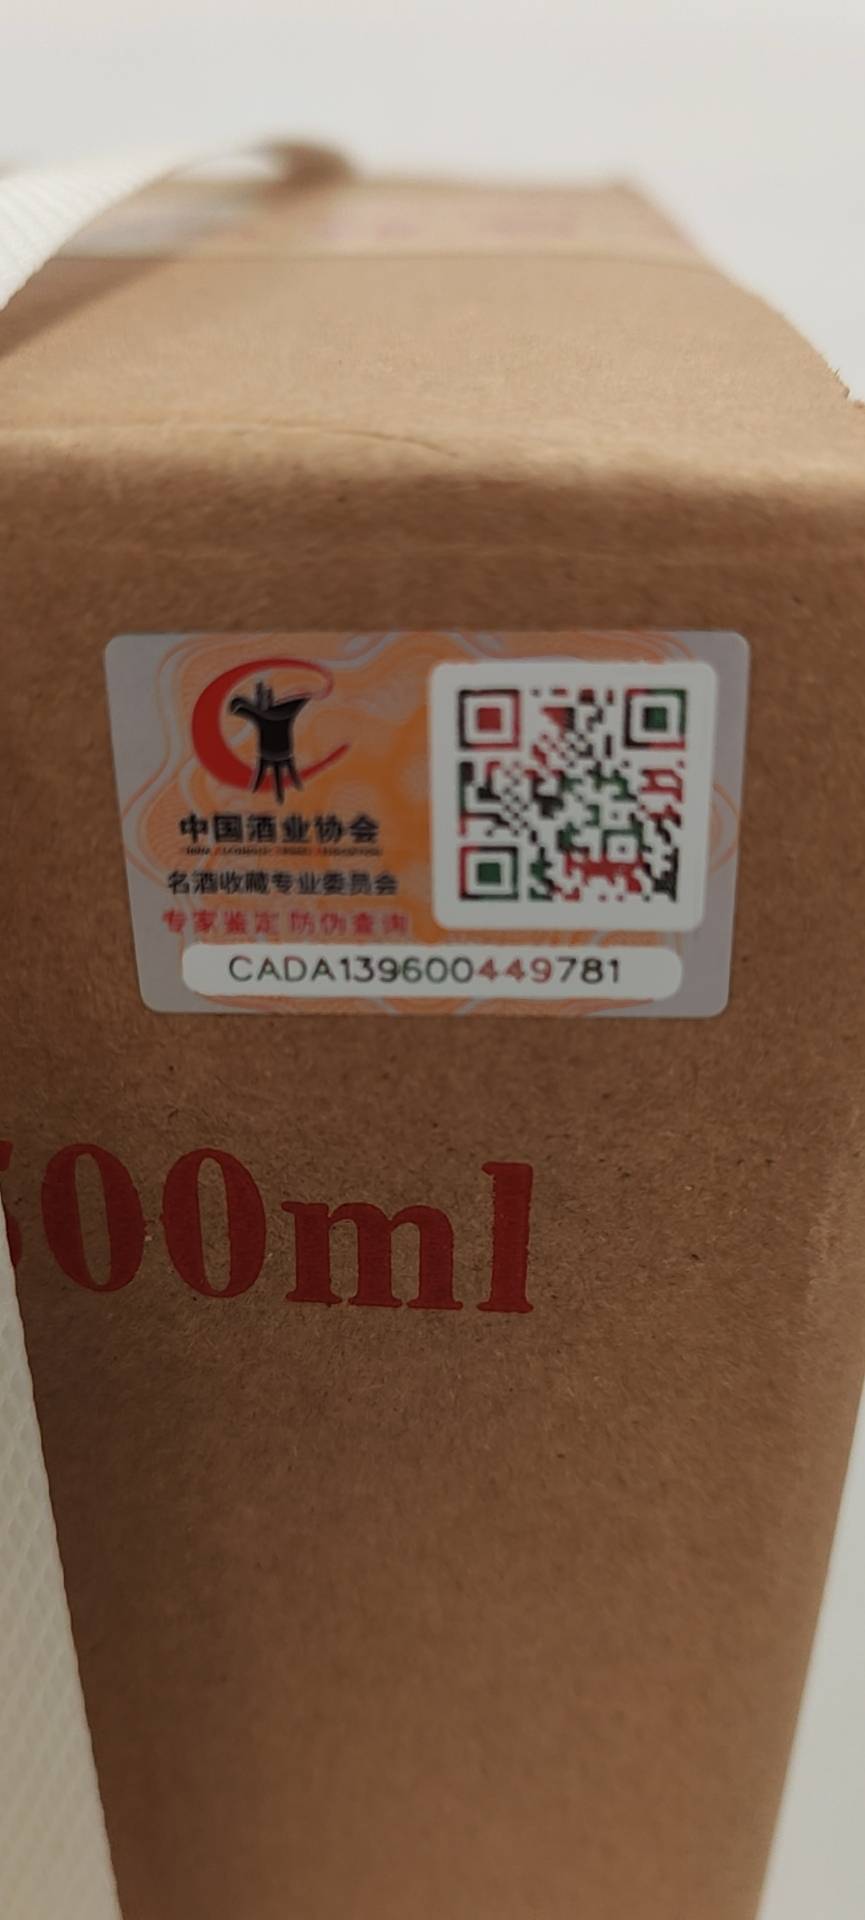 中国酒业协会
名酒收藏专业委员会
专家鉴定 防伪查询
CADA139600449781
00ml